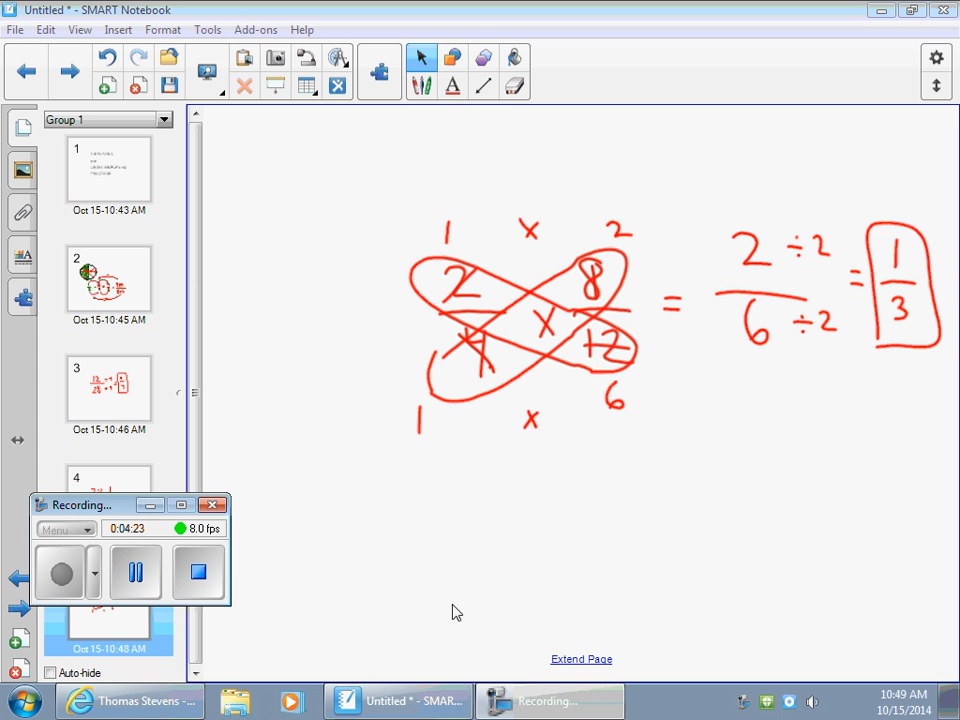 Untitled * - SMART Notebook
File Edit View Insert Format Tools Add-ons Help
Group 1
1
Oct 15-10:43 AM
2
Oct 15-10:45 AM
3
Oct 15-10:46 AM
4
Oct 15-10:48 AM
Auto-hide
Recording...
Menu
0:04:23
8.0 fps
1 x 2
2 8 2 ÷2 1
x = = 
4 12 6 ÷2 3
1 x 6
Extend Page
Thomas Stevens -...
Untitled * - SMAR...
Recording...
10:49 AM
10/15/2014